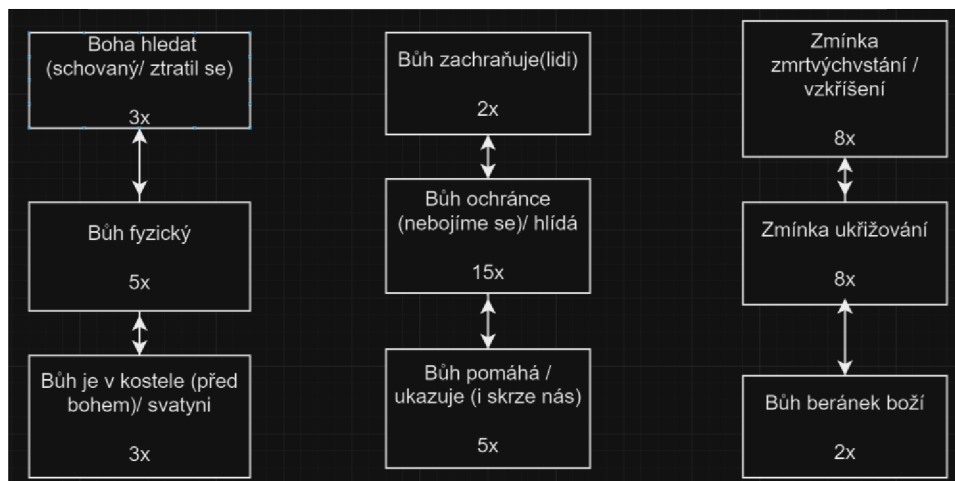 Boha hledat
(schovaný/ ztratil se)
3x
Bůh fyzický
5x
Bůh je v kostele (před
bohem)/ svatyni
3x
Bůh zachraňuje(lidi)
2x
Bůh ochránce
(nebojíme se)/ hlídá
15x
Bůh pomáhá /
ukazuje (i skrze nás)
5x
Zmínka
zmrtvýchvstání /
vzkříšení
8x
Zmínka ukřižování
8x
Bůh beránek boží
2x